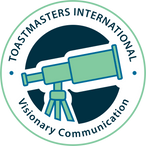 • TOASTMASTERS INTERNATIONAL •
Visionary Communication